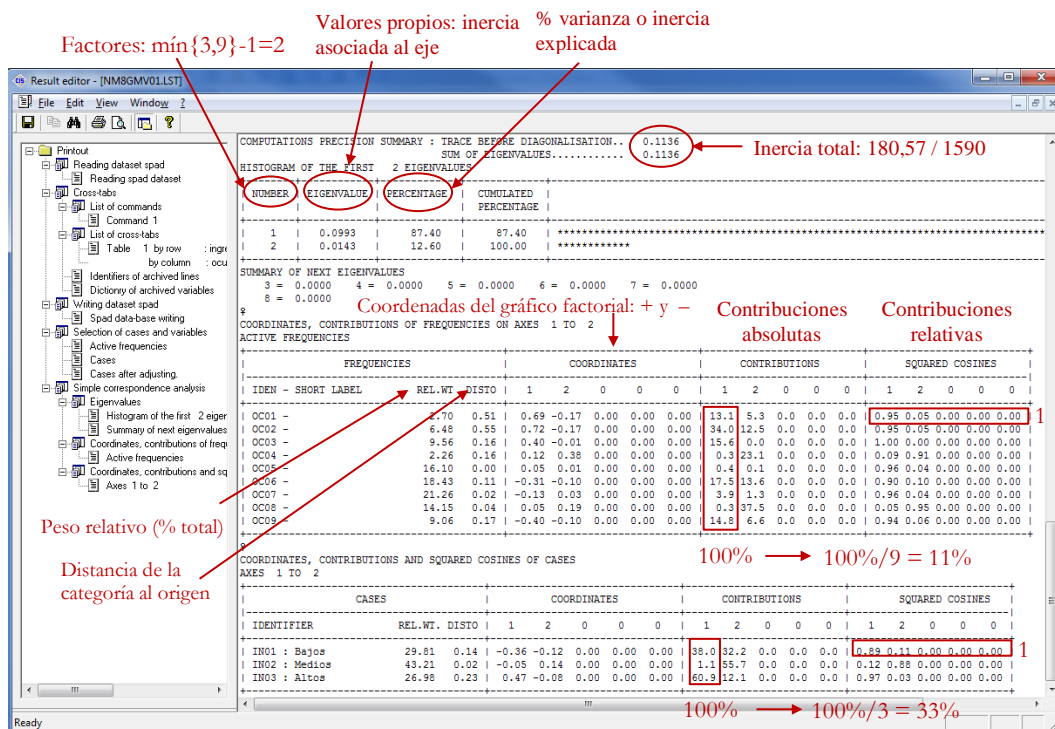 Factores: mín{3,9}-1=2
Valores propios: inercia
asociada al eje
% varianza o inercia
explicada
CIS Result editor - [NM8GMV01.LST]
File Edit View Window ?
Printout
Reading dataset spad
Reading spad dataset
Cross-tabs
List of commands
Command 1
List of cross-tabs
Table 1 by row : ingre
by column : ocu
Identifiers of archived lines
Dictionry of archived variables
Writing dataset spad
Spad data-base writing
Selection of cases and variables
Active frequencies
Cases
Cases after adjusting.
Simple correspondence analysis
Eigenvalues
Histogram of the first 2 eiger
Summary of next eigenvalues
Coordinates, contributions of freq
Active frequencies
Coordinates, contributions and sq
Axes 1 to 2
COMPUTATIONS PRECISION SUMMARY : TRACE BEFORE DIAGONALISATION.. 0.1136
SUM OF EIGENVALUES............ 0.1136
Inercia total: 180,57 / 1590
HISTOGRAM OF THE FIRST 2 EIGENVALUES
| NUMBER | EIGENVALUE | PERCENTAGE | CUMULATED
| | | | PERCENTAGE |
| 1 | 0.0993 | 87.40 | 87.40 | ********************************************************************************
| 2 | 0.0143 | 12.60 | 100.00 | ************
SUMMARY OF NEXT EIGENVALUES
3 = 0.0000 4 = 0.0000 5 = 0.0000 6 = 0.0000 7 = 0.0000
8 = 0.0000
Coordenadas del gráfico factorial: + y –
Contribuciones
absolutas
Contribuciones
relativas
COORDINATES, CONTRIBUTIONS OF FREQUENCIES ON AXES 1 TO 2
ACTIVE FREQUENCIES
| FREQUENCIES | COORDINATES | CONTRIBUTIONS | SQUARED COSINES |
| IDEN - SHORT LABEL REL.WT DISTO | 1 2 0 0 0 | 1 2 0 0 0 | 1 2 0 0 0 |
| OC01 - 2.70 0.51 | 0.69 -0.17 0.00 0.00 0.00 | 13.1 5.3 0.0 0.0 0.0 | 0.95 0.05 0.00 0.00 0.00 | 1
| OC02 - 6.48 0.55 | 0.72 -0.17 0.00 0.00 0.00 | 34.0 12.5 0.0 0.0 0.0 | 0.95 0.05 0.00 0.00 0.00 |
| OC03 - 9.56 0.16 | 0.40 -0.01 0.00 0.00 0.00 | 15.6 0.0 0.0 0.0 0.0 | 1.00 0.00 0.00 0.00 0.00 |
| OC04 - 2.26 0.16 | 0.12 0.38 0.00 0.00 0.00 | 0.3 23.1 0.0 0.0 0.0 | 0.09 0.91 0.00 0.00 0.00 |
| OC05 - 16.10 0.00 | 0.05 0.01 0.00 0.00 0.00 | 0.4 0.1 0.0 0.0 0.0 | 0.96 0.04 0.00 0.00 0.00 |
| OC06 - 18.43 0.11 | -0.31 -0.10 0.00 0.00 0.00 | 17.5 13.6 0.0 0.0 0.0 | 0.90 0.10 0.00 0.00 0.00 |
| OC07 - 21.26 0.02 | -0.13 0.03 0.00 0.00 0.00 | 3.9 1.3 0.0 0.0 0.0 | 0.96 0.04 0.00 0.00 0.00 |
| OC08 - 14.15 0.04 | 0.05 0.19 0.00 0.00 0.00 | 0.3 37.5 0.0 0.0 0.0 | 0.05 0.95 0.00 0.00 0.00 |
| OC09 - 9.06 0.17 | -0.40 -0.10 0.00 0.00 0.00 | 14.8 6.6 0.0 0.0 0.0 | 0.94 0.06 0.00 0.00 0.00 |
Peso relativo (% total)
Distancia de la
categoría al origen
100% → 100%/9 = 11%
COORDINATES, CONTRIBUTIONS AND SQUARED COSINES OF CASES
AXES 1 TO 2
| CASES | COORDINATES | CONTRIBUTIONS | SQUARED COSINES |
| IDENTIFIER REL.WT. DISTO | 1 2 0 0 0 | 1 2 0 0 0 | 1 2 0 0 0 |
| IN01 : Bajos 29.81 0.14 | -0.36 -0.12 0.00 0.00 0.00 | 38.0 32.2 0.0 0.0 0.0 | 0.89 0.11 0.00 0.00 0.00 | 1
| IN02 : Medios 43.21 0.02 | -0.05 0.14 0.00 0.00 0.00 | 1.1 55.7 0.0 0.0 0.0 | 0.12 0.88 0.00 0.00 0.00 |
| IN03 : Altos 26.98 0.23 | 0.47 -0.08 0.00 0.00 0.00 | 60.9 12.1 0.0 0.0 0.0 | 0.97 0.03 0.00 0.00 0.00 |
100% → 100%/3 = 33%
Ready